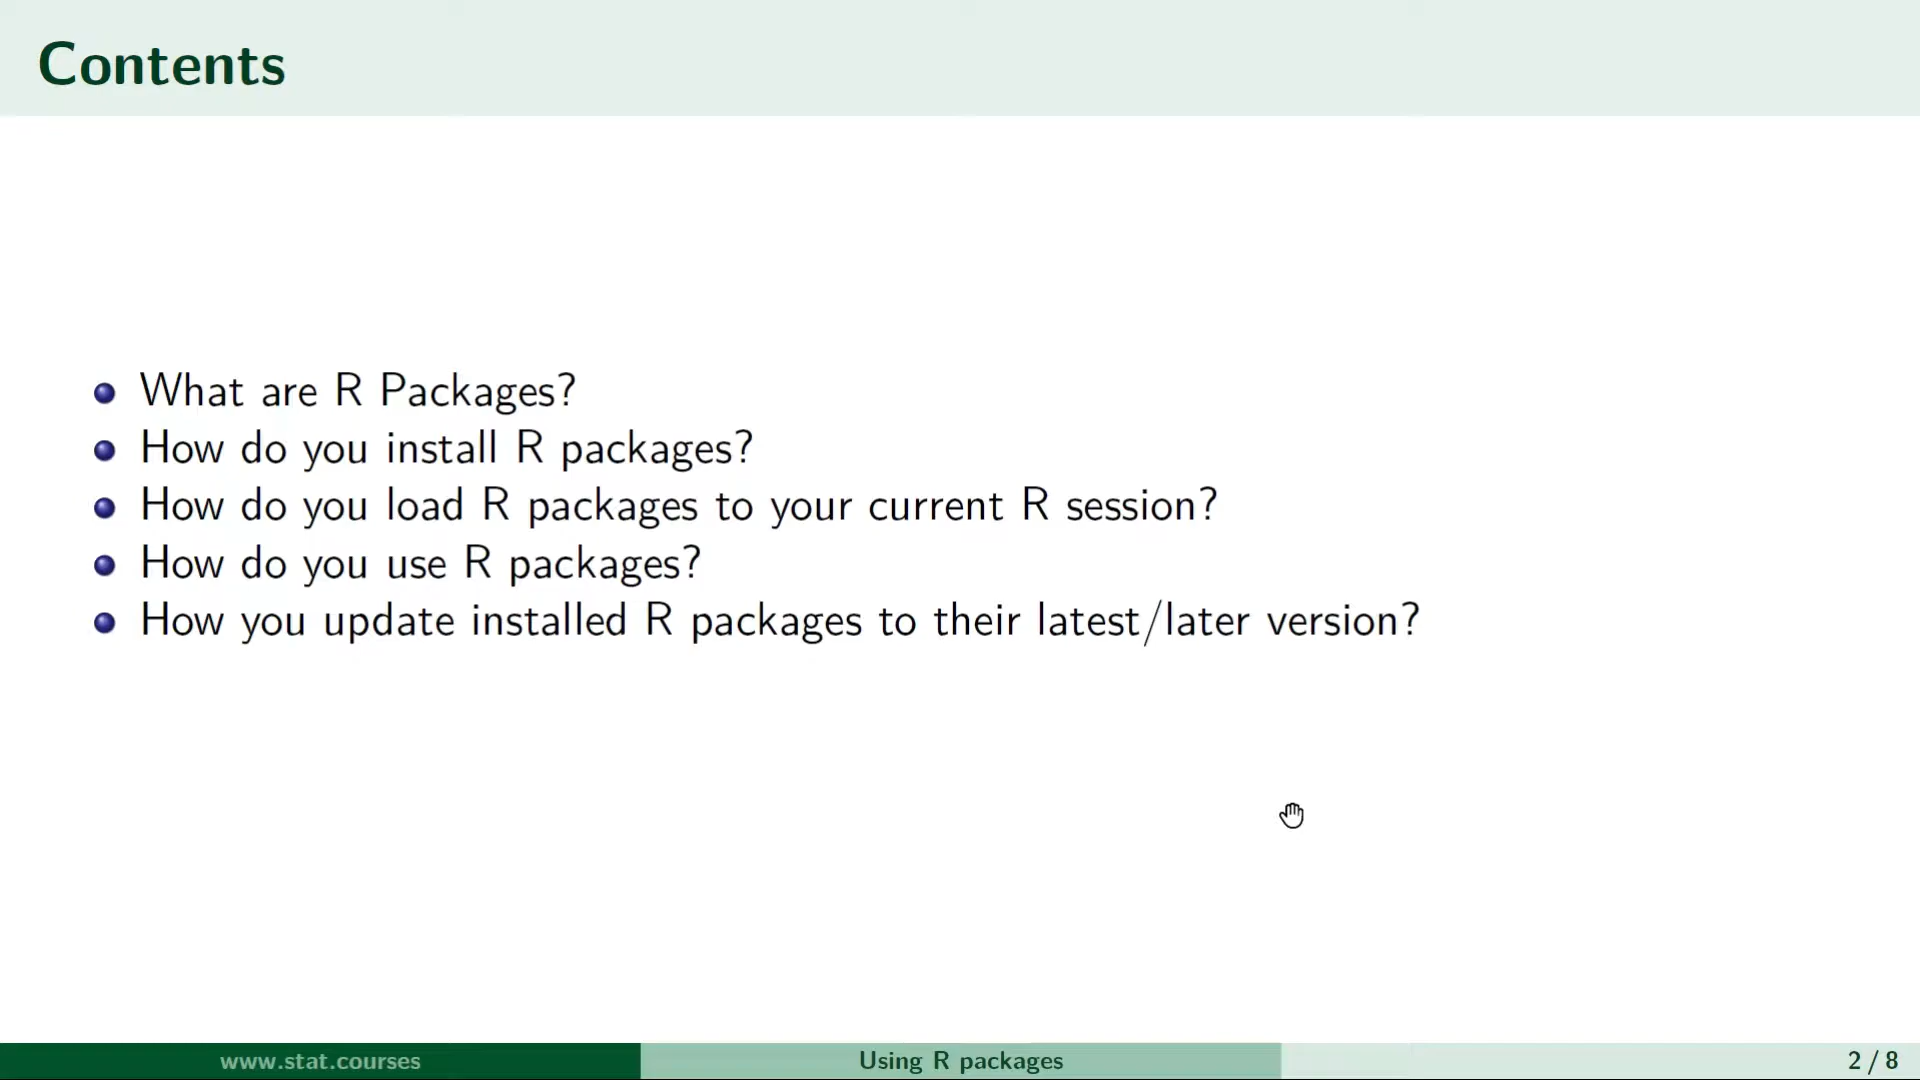 Contents
What are R Packages?
How do you install R packages?
How do you load R packages to your current R session?
How do you use R packages?
How you update installed R packages to their latest/later version?
www.stat.courses
Using R packages
2 / 8